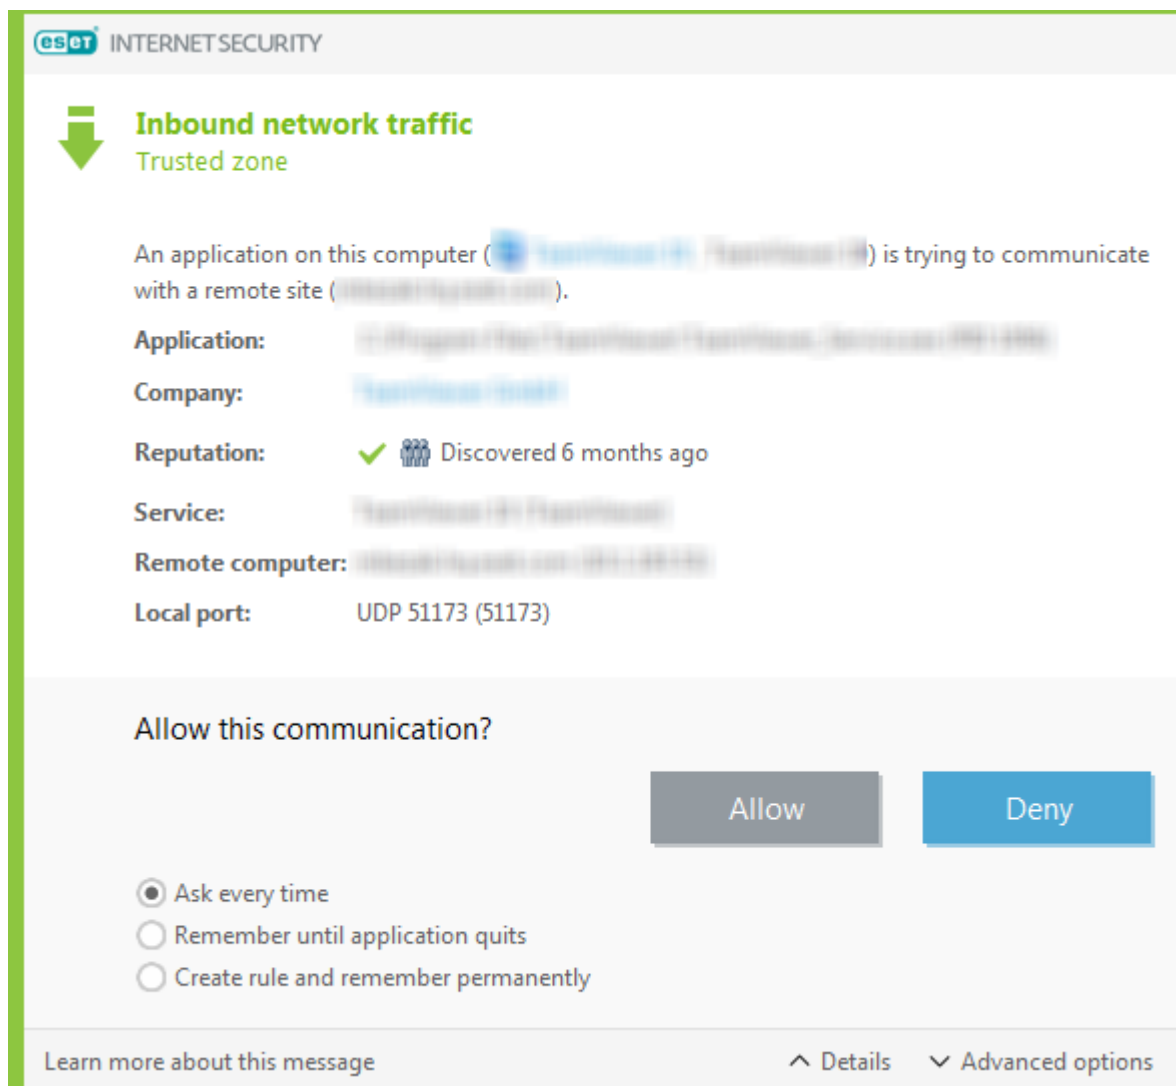 eset INTERNET SECURITY
Inbound network traffic
Trusted zone
An application on this computer ( ) is trying to communicate
with a remote site ( ).
Application:
Company:
Reputation: Discovered 6 months ago
Service:
Remote computer:
Local port: UDP 51173 (51173)
Allow this communication?
Allow Deny
Ask every time
Remember until application quits
Create rule and remember permanently
Learn more about this message Details Advanced options